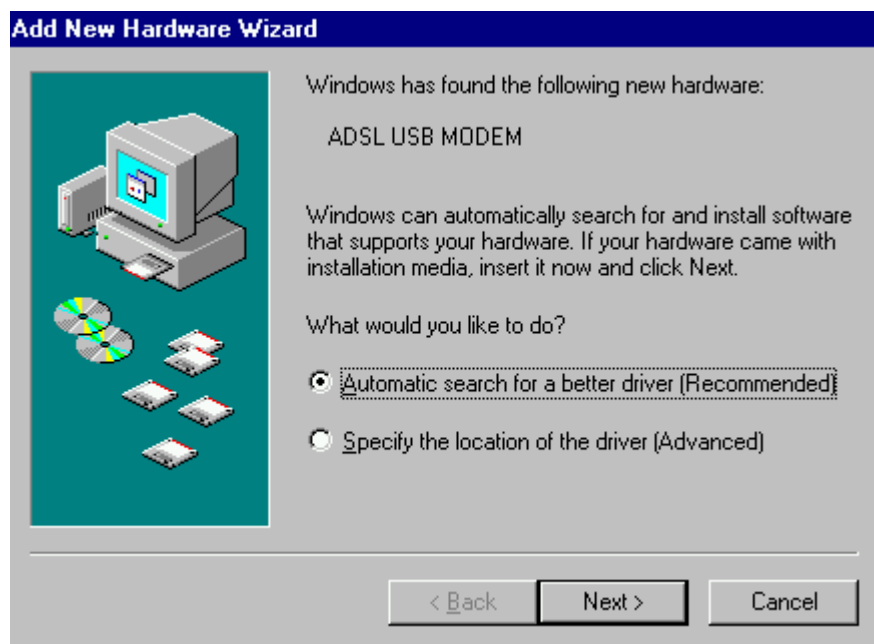 Add New Hardware Wizard
Windows has found the following new hardware:
ADSL USB MODEM
Windows can automatically search for and install software
that supports your hardware. If your hardware came with
installation media, insert it now and click Next.
What would you like to do?
Automatic search for a better driver (Recommended)
Specify the location of the driver (Advanced)
< Back
Next >
Cancel